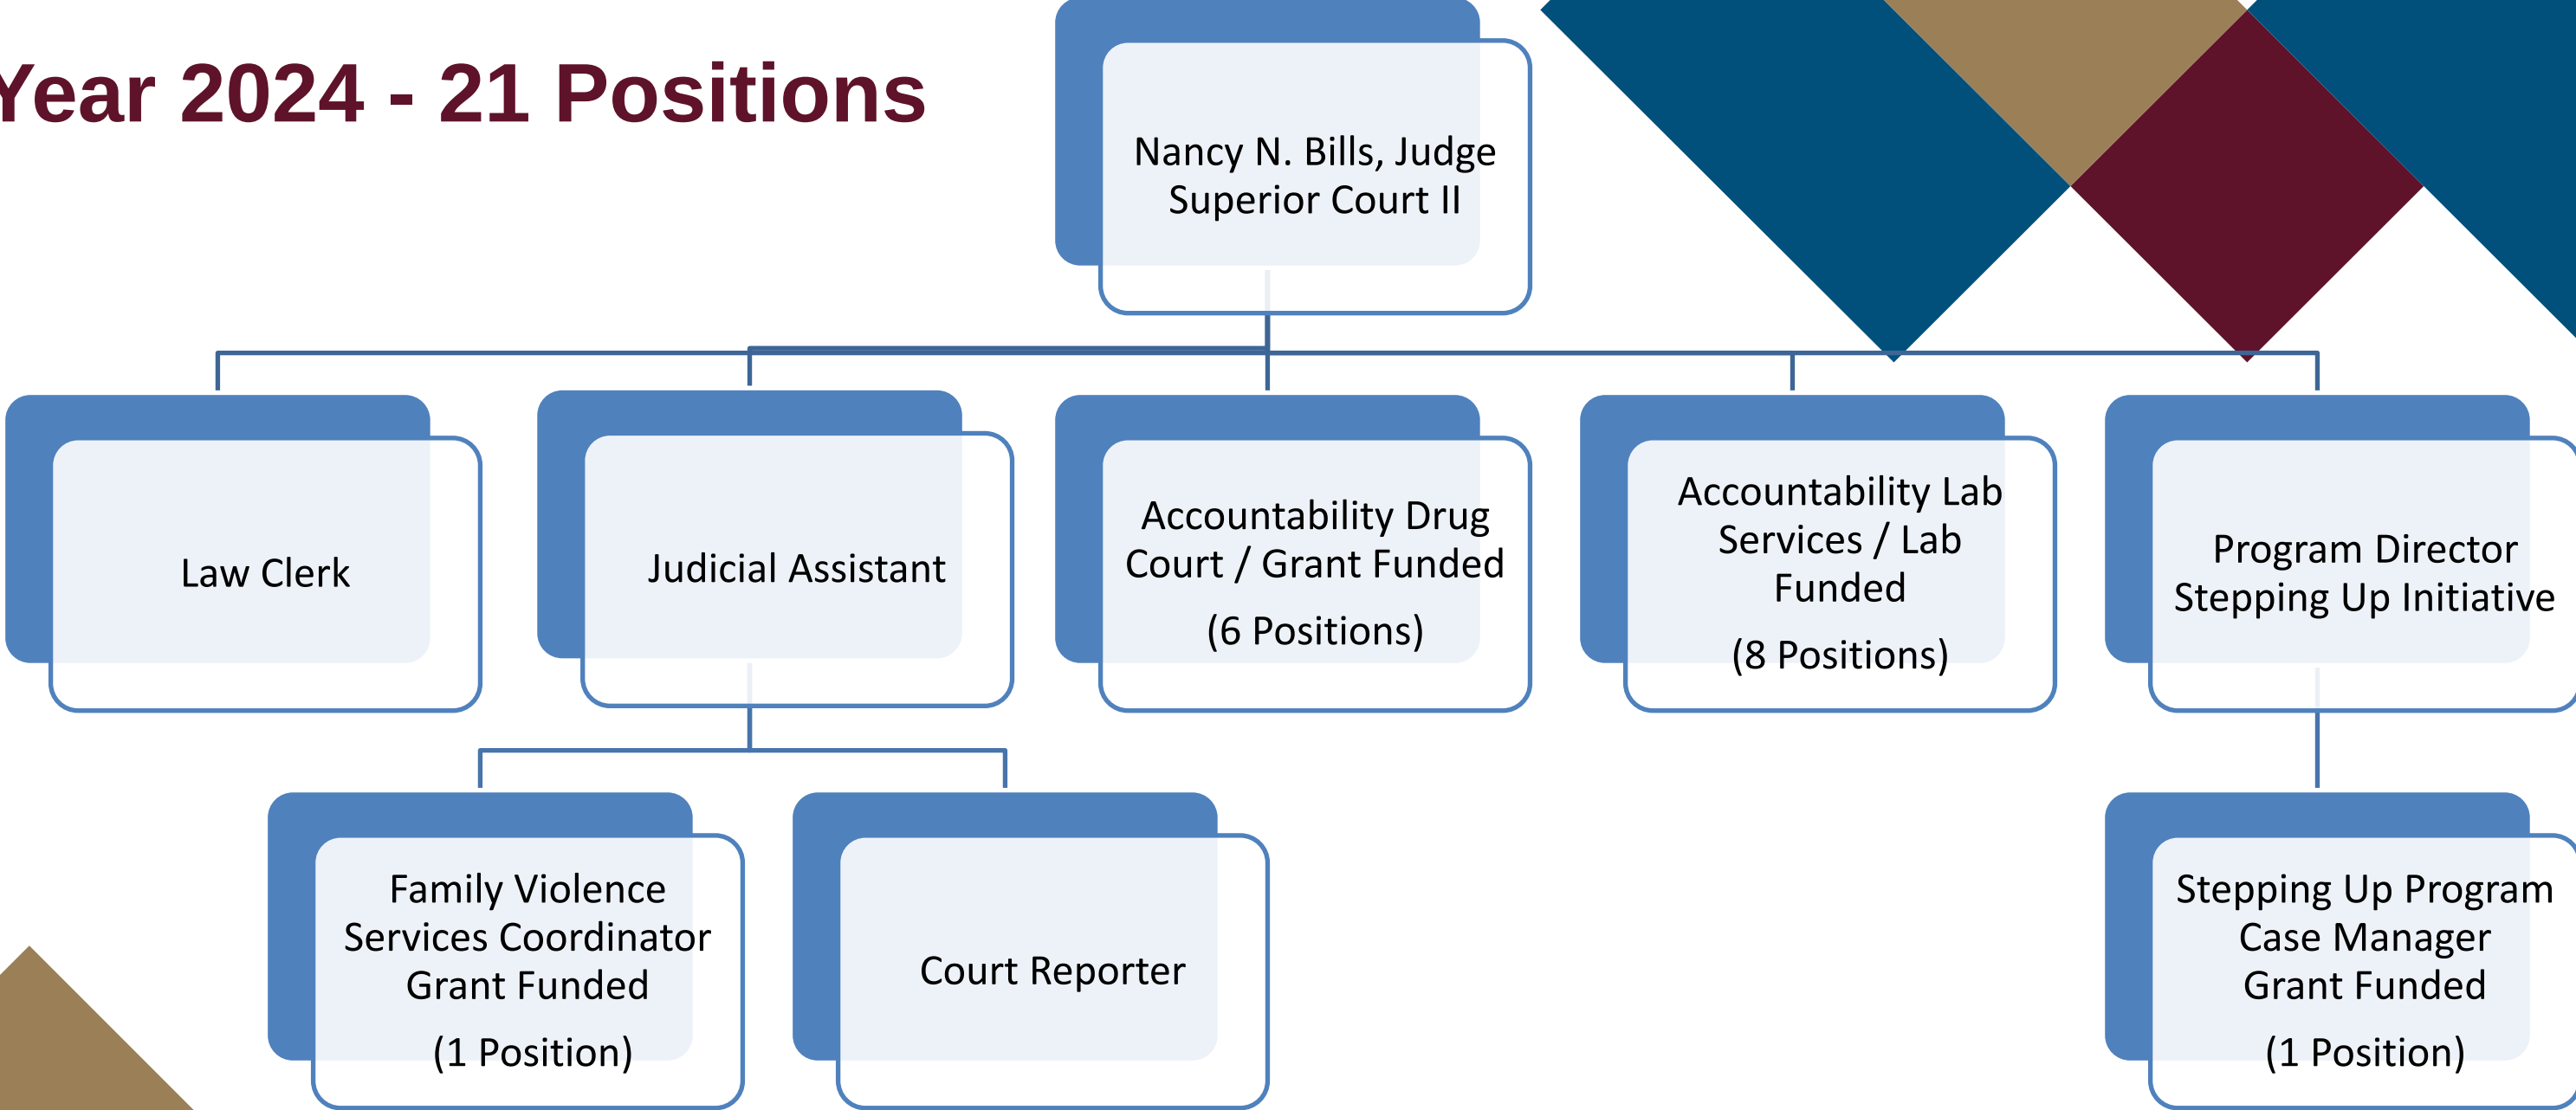 Year 2024 - 21 Positions
Nancy N. Bills, Judge
Superior Court II
Law Clerk
Judicial Assistant
Accountability Drug
Court / Grant Funded
(6 Positions)
Accountability Lab
Services / Lab
Funded
(8 Positions)
Program Director
Stepping Up Initiative
Family Violence
Services Coordinator
Grant Funded
(1 Position)
Court Reporter
Stepping Up Program
Case Manager
Grant Funded
(1 Position)